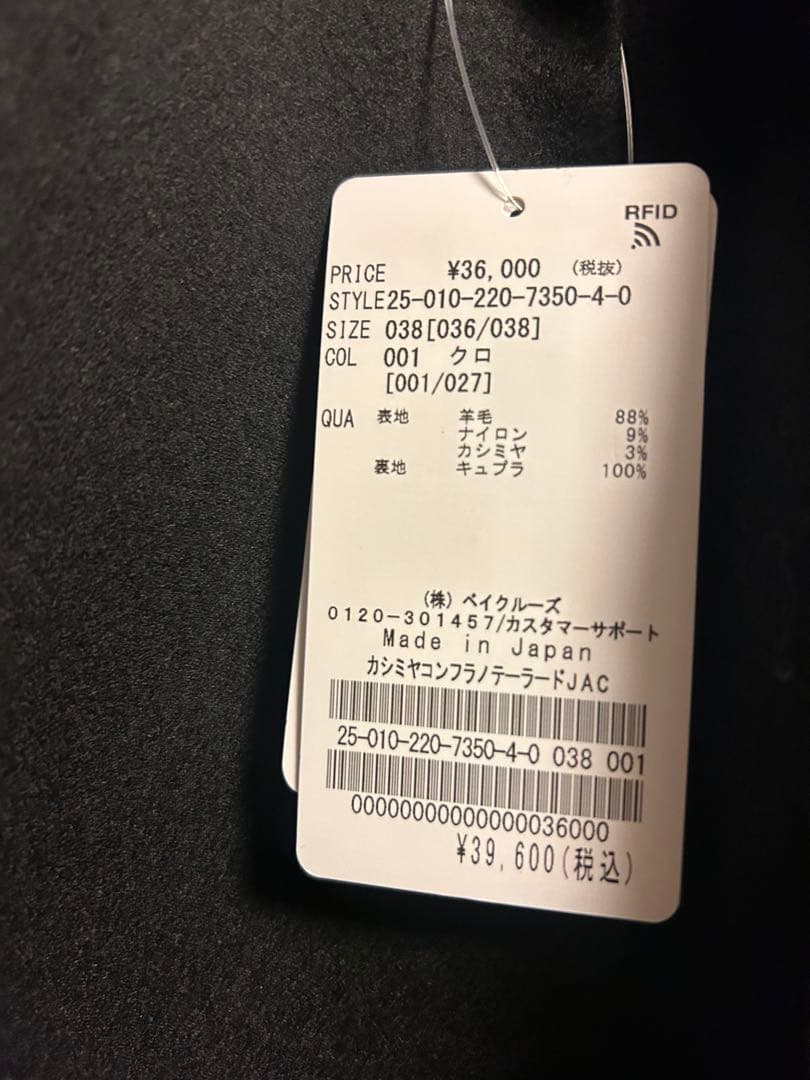 RFID
PRICE ¥36,000 (税抜)
STYLE25-010-220-7350-4-0
SIZE 038[036/038]
COL 001 クロ
[001/027]
QUA 表地 羊毛 88%
ナイロン 9%
カシミヤ 3%
裏地 キュプラ 100%
(株) ベイクルーズ
0120-301457/カスタマーサポート
Made in Japan
カシミヤコンフラノテーラードJAC
25-010-220-7350-4-0 038 001
00000000000000036000
¥39,600(税込)